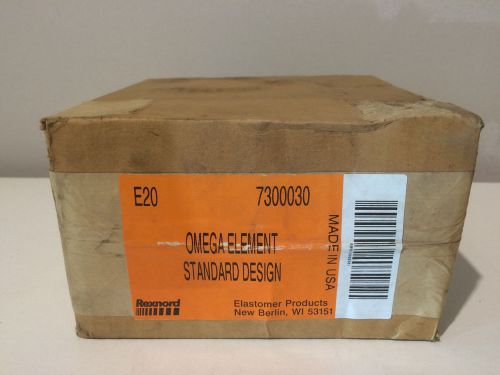 E20 7300030
OMEGA ELEMENT
STANDARD DESIGN
MADE IN USA
Rexnord
Elastomer Products
New Berlin, WI 53151